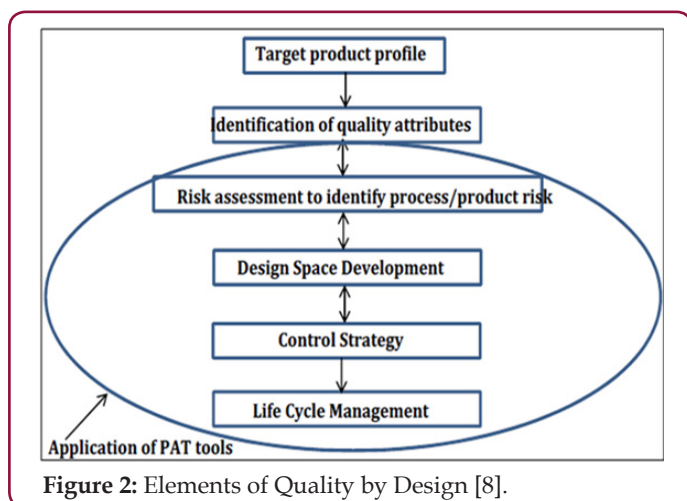 Target product profile
Identification of quality attributes
Risk assessment to identify process/product risk
Design Space Development
Control Strategy
Life Cycle Management
Application of PAT tools
Figure 2: Elements of Quality by Design [8].